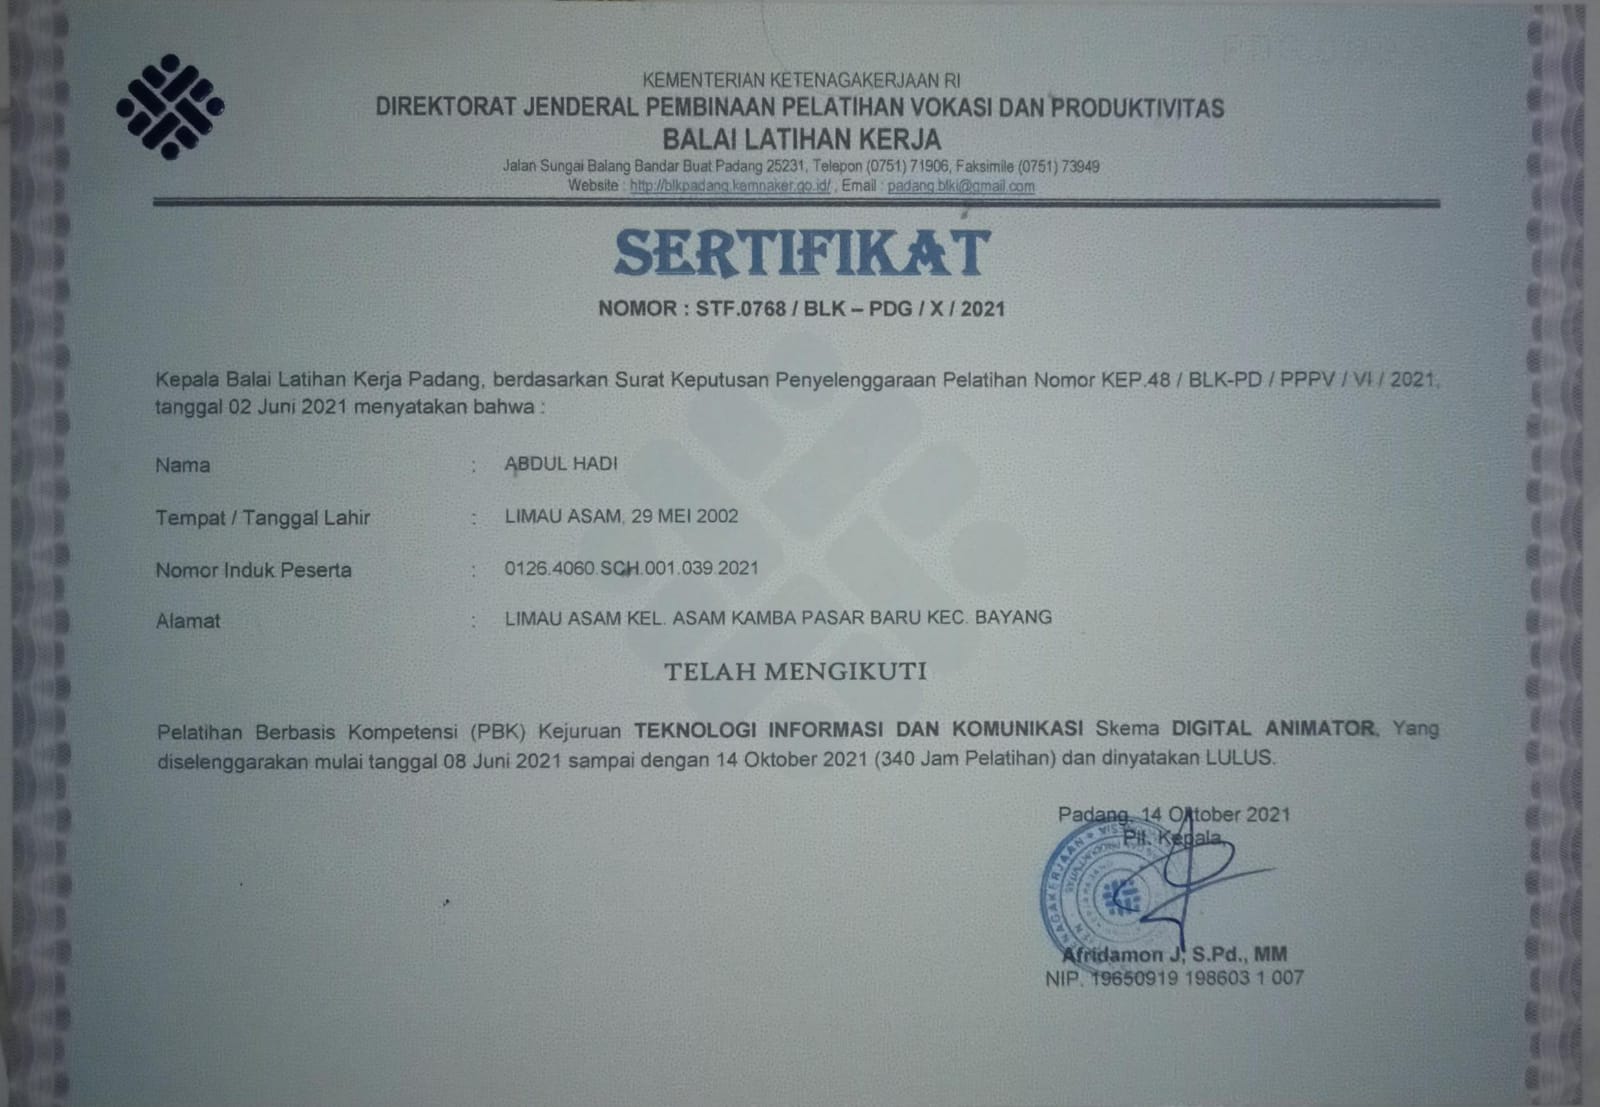 KEMENTERIAN KETENAGAKERJAAN RI
DIREKTORAT JENDERAL PEMBINAAN PELATIHAN VOKASI DAN PRODUKTIVITAS
BALAI LATIHAN KERJA
Jalan Sungai Balang Bandar Buat Padang 25231, Telepon (0751) 71906, Faksimile (0751) 73949
Website : http://blkpadang.kemnaker.go.id/ , Email : padang.blki@gmail.com
SERTIFIKAT
NOMOR : STF.0768 / BLK – PDG / X / 2021
Kepala Balai Latihan Kerja Padang, berdasarkan Surat Keputusan Penyelenggaraan Pelatihan Nomor KEP.48 / BLK-PD / PPPV / VI / 2021,
tanggal 02 Juni 2021 menyatakan bahwa :
Nama : ABDUL HADI
Tempat / Tanggal Lahir : LIMAU ASAM, 29 MEI 2002
Nomor Induk Peserta : 0126.4060.SCH.001.039.2021
Alamat : LIMAU ASAM KEL. ASAM KAMBA PASAR BARU KEC. BAYANG
TELAH MENGIKUTI
Pelatihan Berbasis Kompetensi (PBK) Kejuruan TEKNOLOGI INFORMASI DAN KOMUNIKASI Skema DIGITAL ANIMATOR, Yang
diselenggarakan mulai tanggal 08 Juni 2021 sampai dengan 14 Oktober 2021 (340 Jam Pelatihan) dan dinyatakan LULUS.
Padang, 14 Oktober 2021
Plt. Kepala,
Afridamon J, S.Pd., MM
NIP. 19650919 198603 1 007